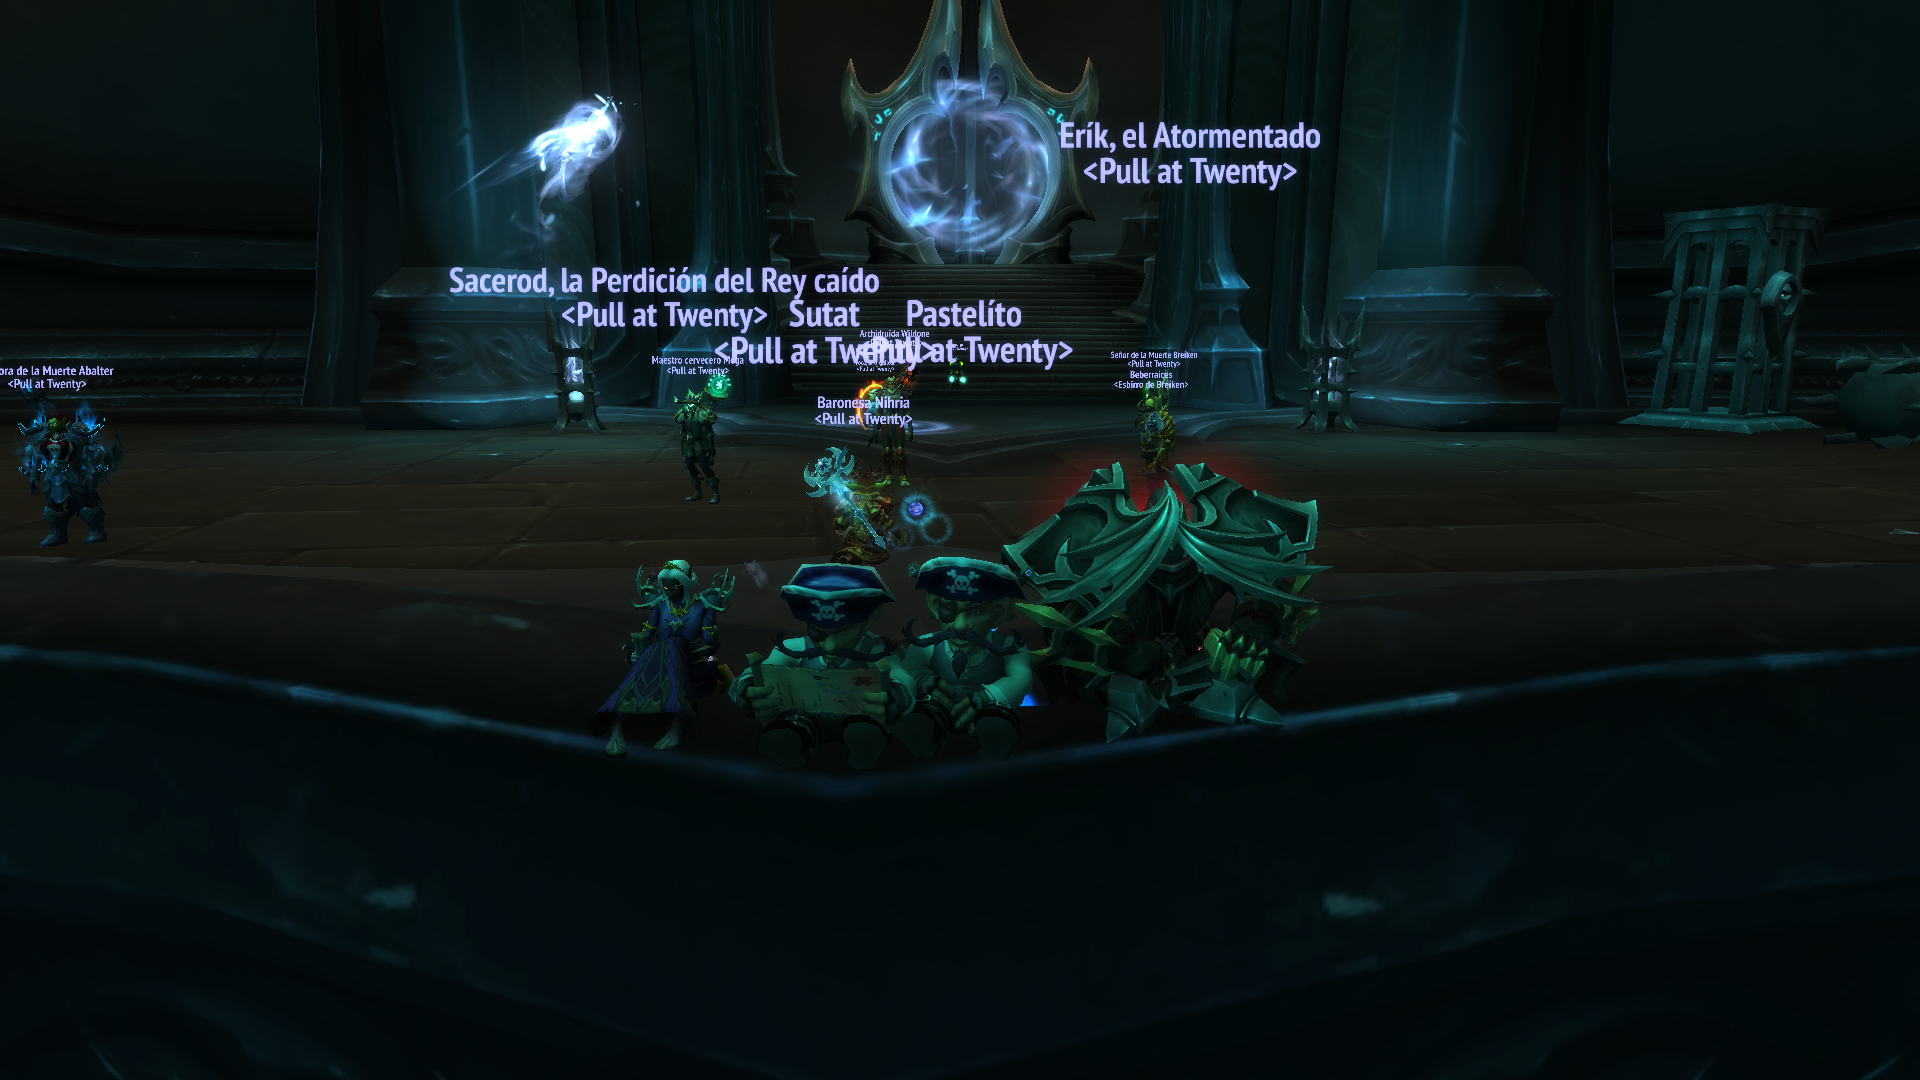 Erík, el Atormentado
<Pull at Twenty>
Sacerod, la Perdición del Rey caído
<Pull at Twenty>
Sutat
<Pull at Twenty>
Pastelíto
<Pull at Twenty>
Archidruida Wildone
Maestro cervecero Moga
<Pull at Twenty>
Señor de la Muerte Breiken
<Pull at Twenty>
Beberraices
<Esbirro de Breiken>
ora de la Muerte Abalter
<Pull at Twenty>
Baronesa Nihria
<Pull at Twenty>